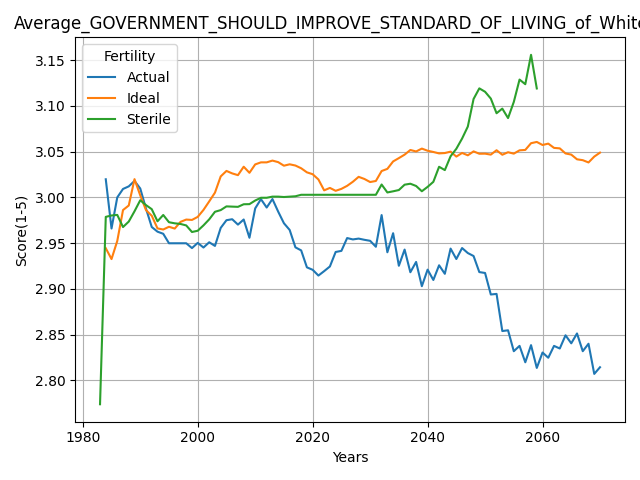 Average_GOVERNMENT_SHOULD_IMPROVE_STANDARD_OF_LIVING_of_White
Fertility
Actual
Ideal
Sterile
3.15
3.10
3.05
3.00
2.95
2.90
2.85
2.80
Score(1-5)
1980
2000
2020
2040
2060
Years